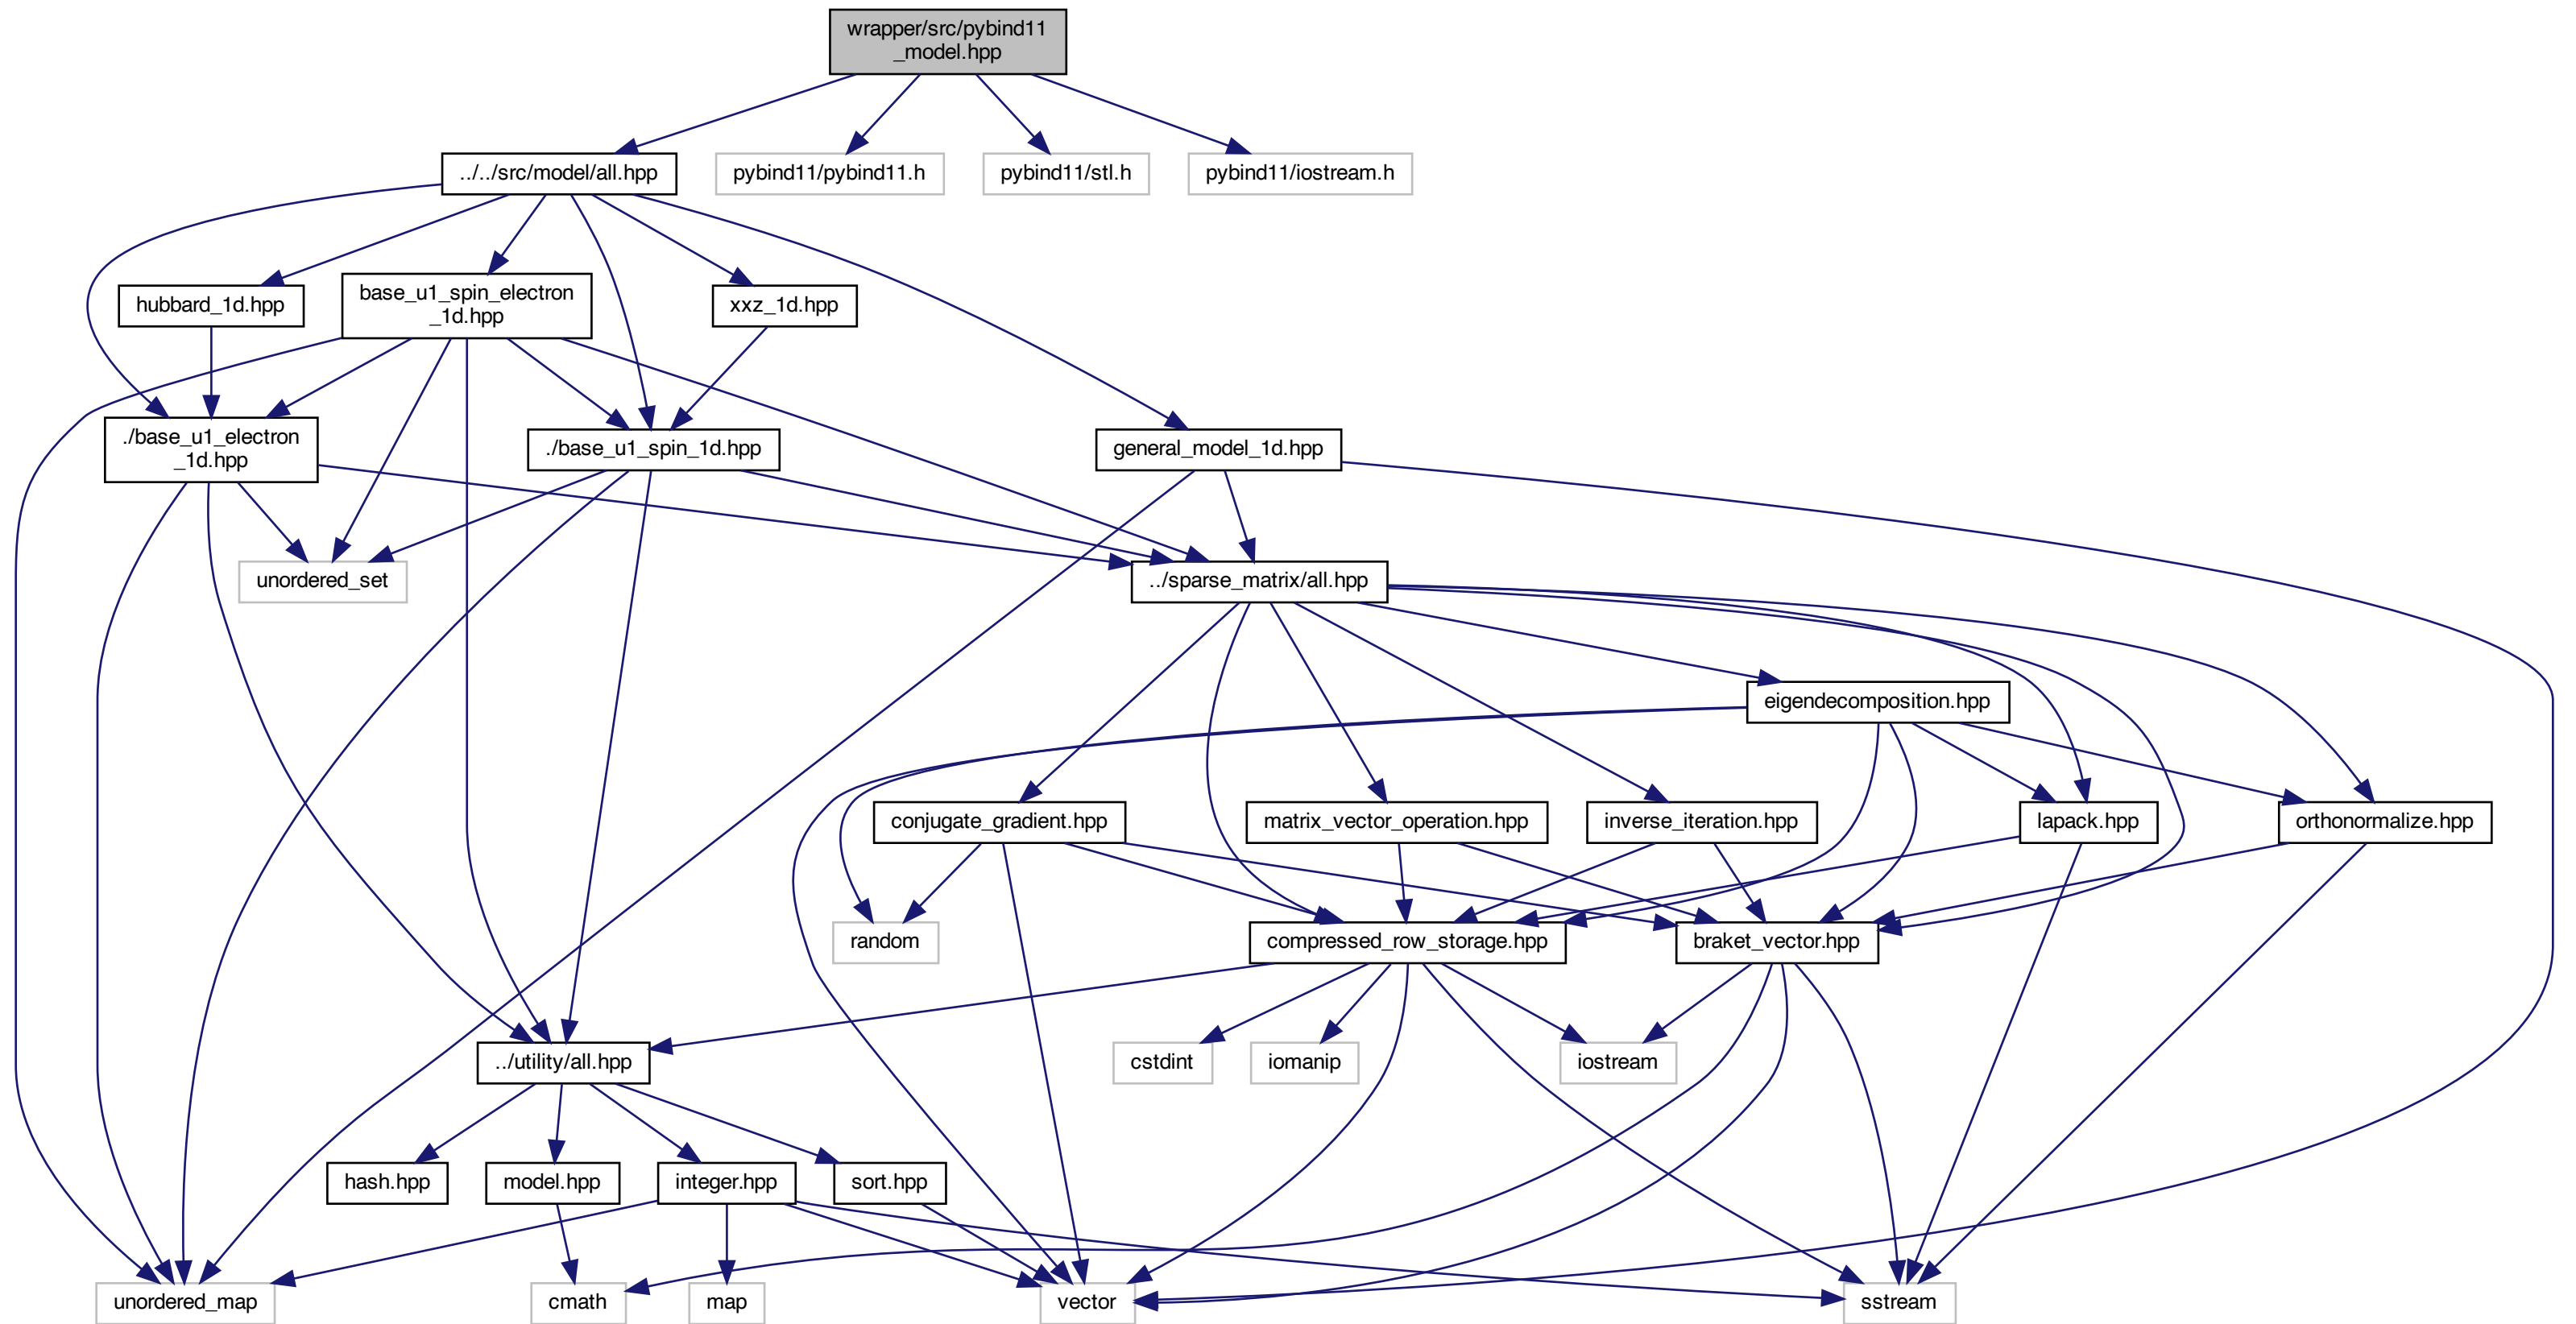 wrapper/src/pybind11
_model.hpp
../../src/model/all.hpp
pybind11/pybind11.h
pybind11/stl.h
pybind11/iostream.h
hubbard_1d.hpp
base_u1_spin_electron
_1d.hpp
xxz_1d.hpp
./base_u1_electron
_1d.hpp
./base_u1_spin_1d.hpp
general_model_1d.hpp
unordered_set
../sparse_matrix/all.hpp
eigendecomposition.hpp
conjugate_gradient.hpp
matrix_vector_operation.hpp
inverse_iteration.hpp
lapack.hpp
orthonormalize.hpp
random
compressed_row_storage.hpp
braket_vector.hpp
../utility/all.hpp
cstdint
iomanip
iostream
hash.hpp
model.hpp
integer.hpp
sort.hpp
unordered_map
cmath
map
vector
sstream